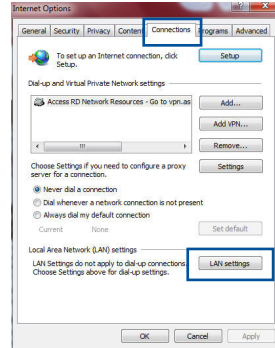 Internet Options
General Security Privacy Content Connections Programs Advanced
To set up an Internet connection, click Setup.
Setup
Dial-up and Virtual Private Network settings
Access RD Network Resources - Go to vpn.as
Add...
Add VPN...
Remove...
Choose Settings if you need to configure a proxy
server for a connection.
Settings
Never dial a connection
Dial whenever a network connection is not present
Always dial my default connection
Current None
Set default
Local Area Network (LAN) settings
LAN Settings do not apply to dial-up connections.
Choose Settings above for dial-up settings.
LAN settings
OK Cancel Apply